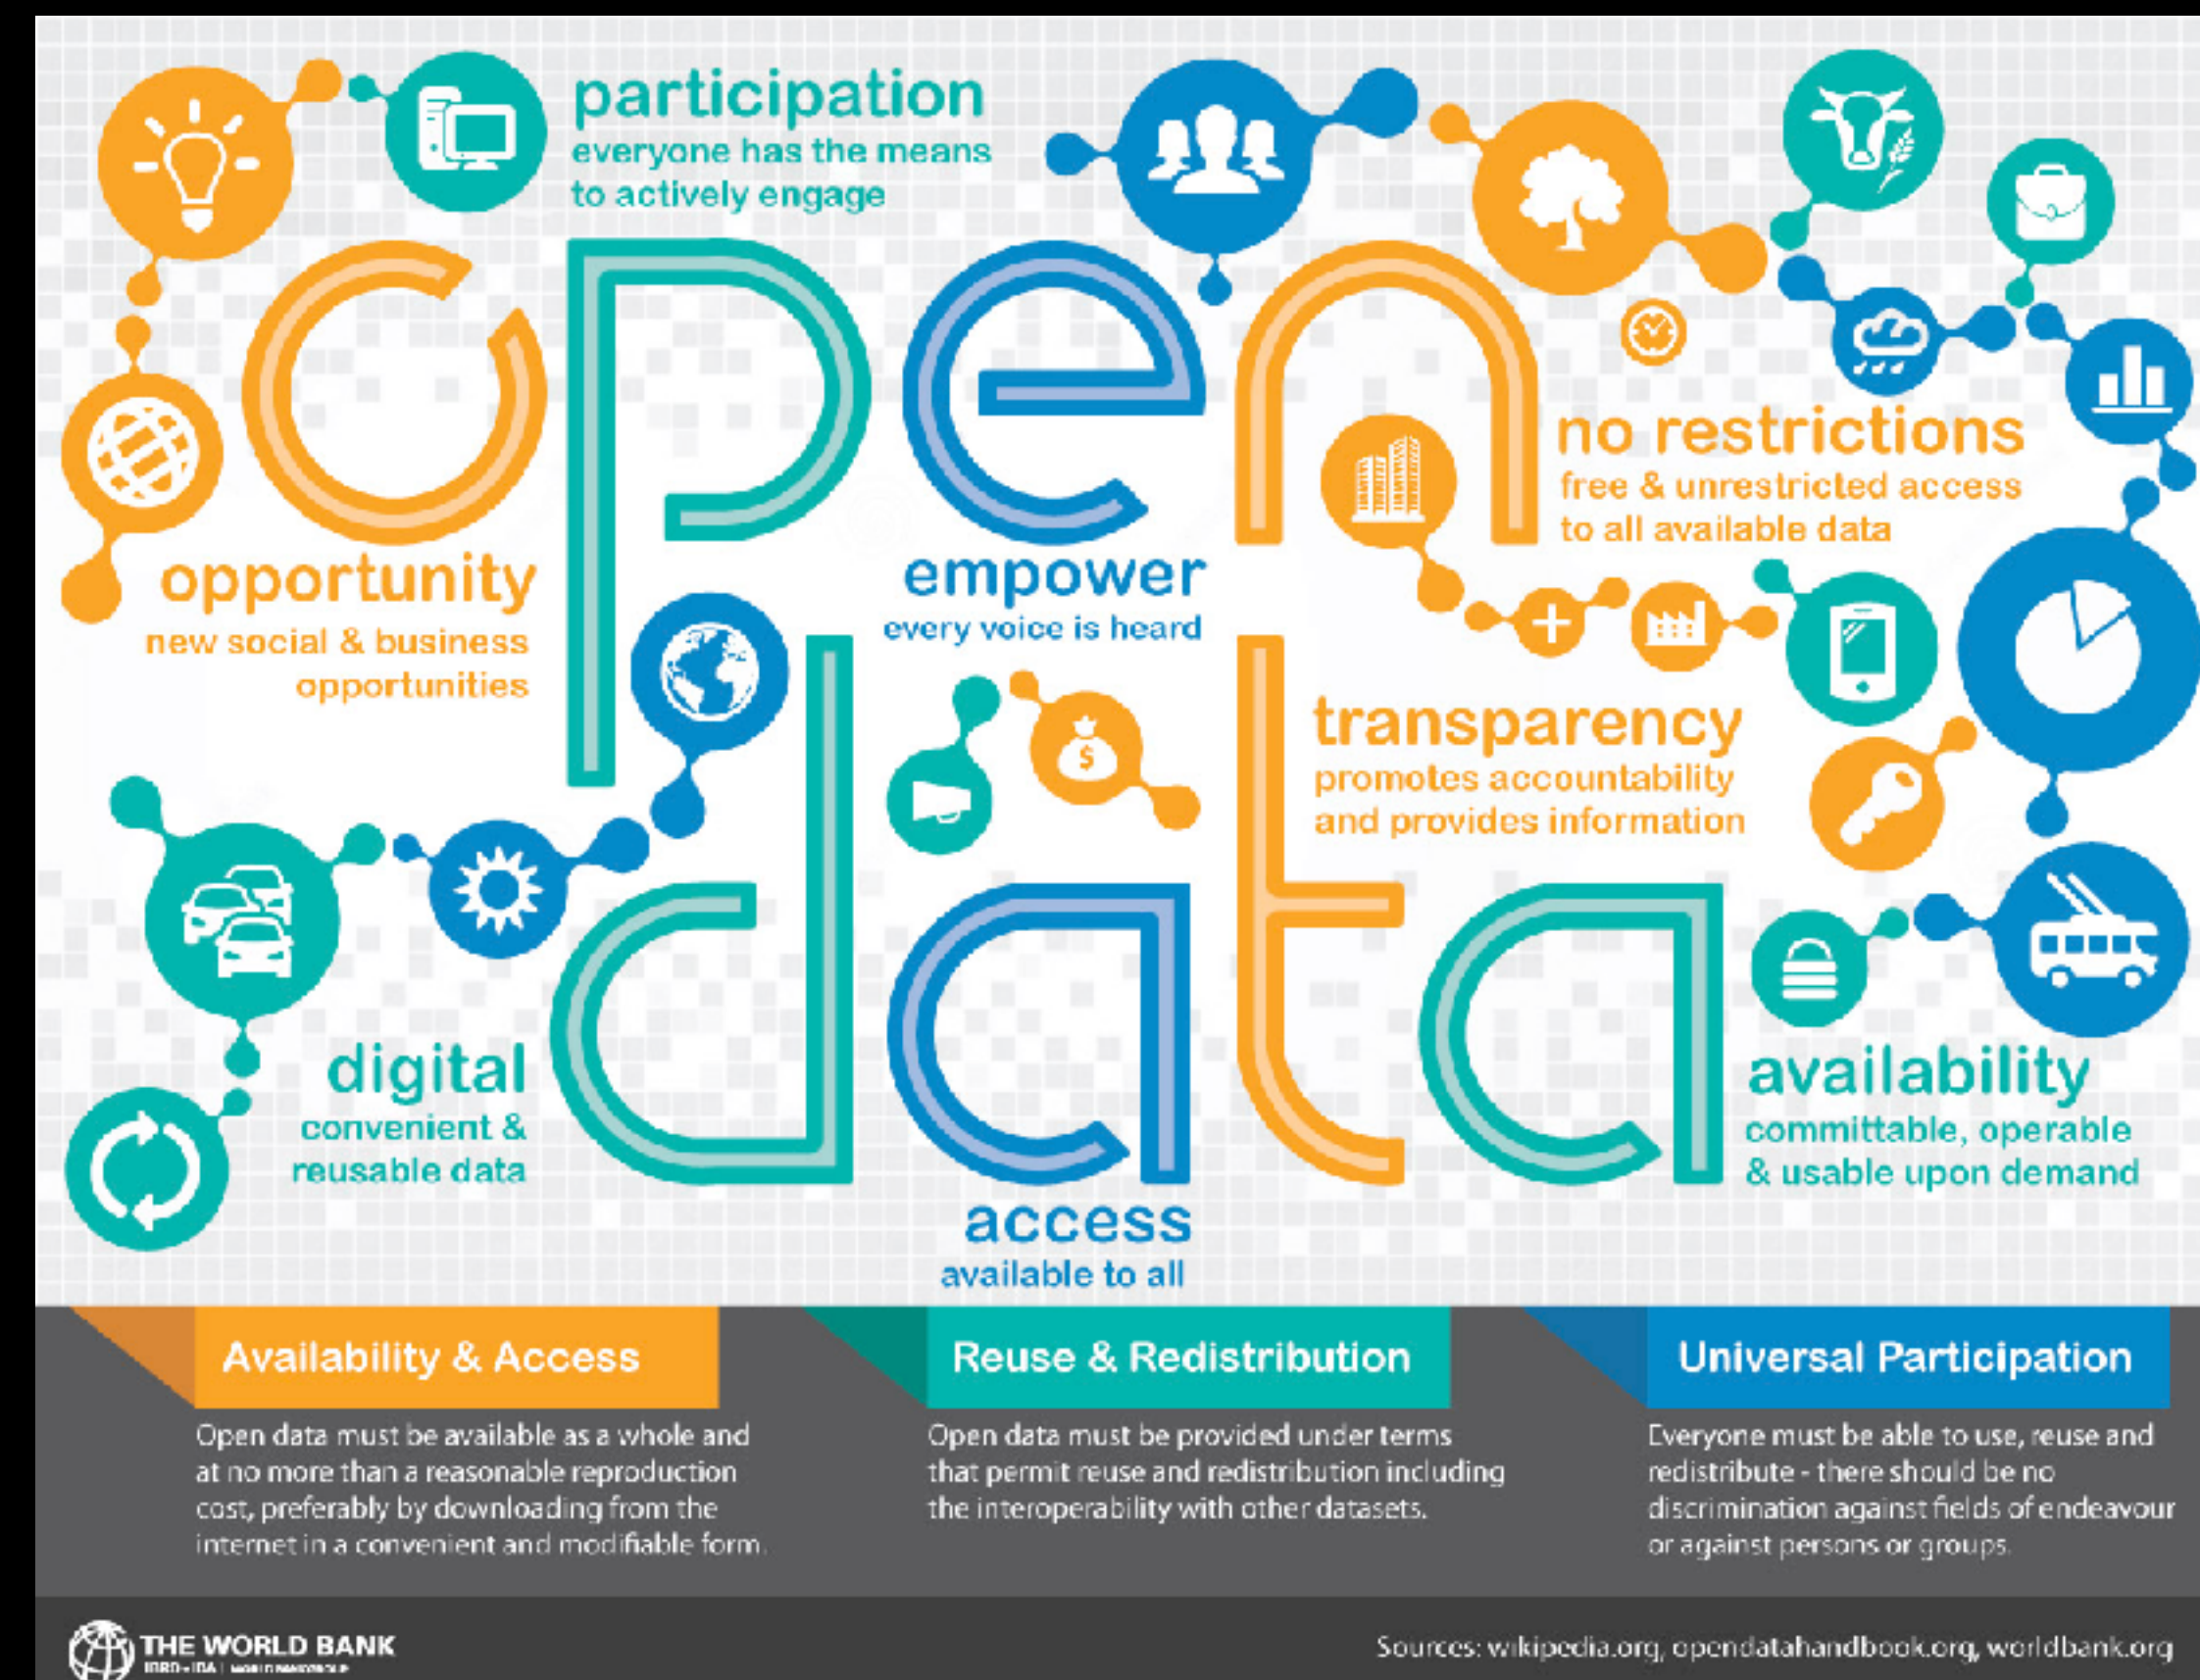 participation
everyone has the means
to actively engage
open
no restrictions
free & unrestricted access
to all available data
opportunity
new social & business
opportunities
empower
every voice is heard
$
transparency
promotes accountability
and provides information
data
digital
convenient &
reusable data
availability
committable, operable
& usable upon demand
access
available to all
Availability & Access
Open data must be available as a whole and
at no more than a reasonable reproduction
cost, preferably by downloading from the
internet in a convenient and modifiable form.
Reuse & Redistribution
Open data must be provided under terms
that permit reuse and redistribution including
the interoperability with other datasets.
Universal Participation
Everyone must be able to use, reuse and
redistribute - there should be no
discrimination against fields of endeavour
or against persons or groups.
THE WORLD BANK
IBRD • IDA | WORLD BANK GROUP
Sources: wikipedia.org, opendatahandbook.org, worldbank.org